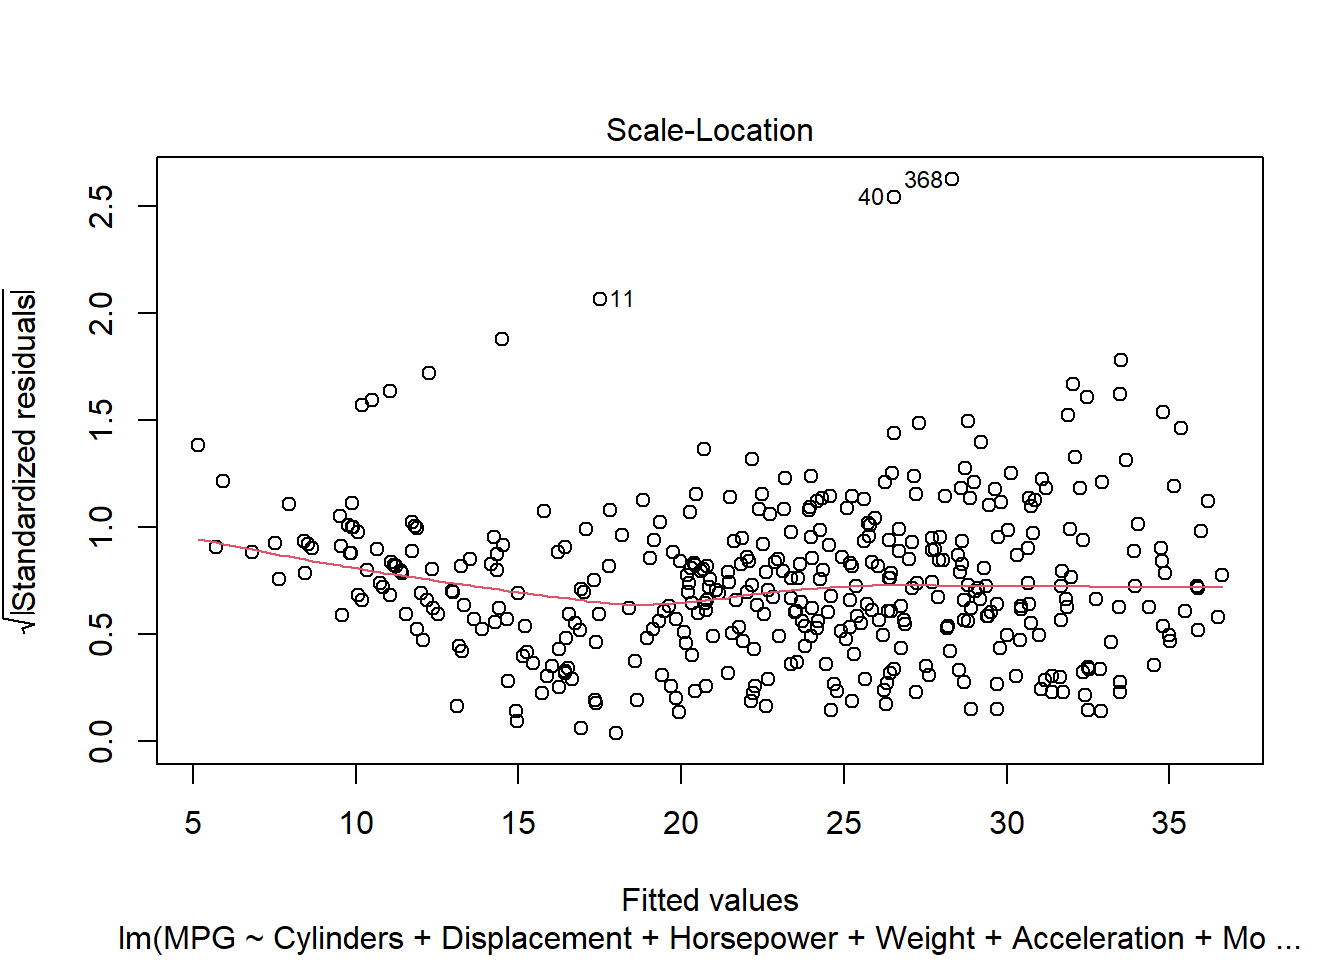 Scale-Location
√|Standardized residuals|
2.5
2.0
1.5
1.0
0.5
0.0
368
40
11
5 10 15 20 25 30 35
Fitted values
lm(MPG ~ Cylinders + Displacement + Horsepower + Weight + Acceleration + Mo ...